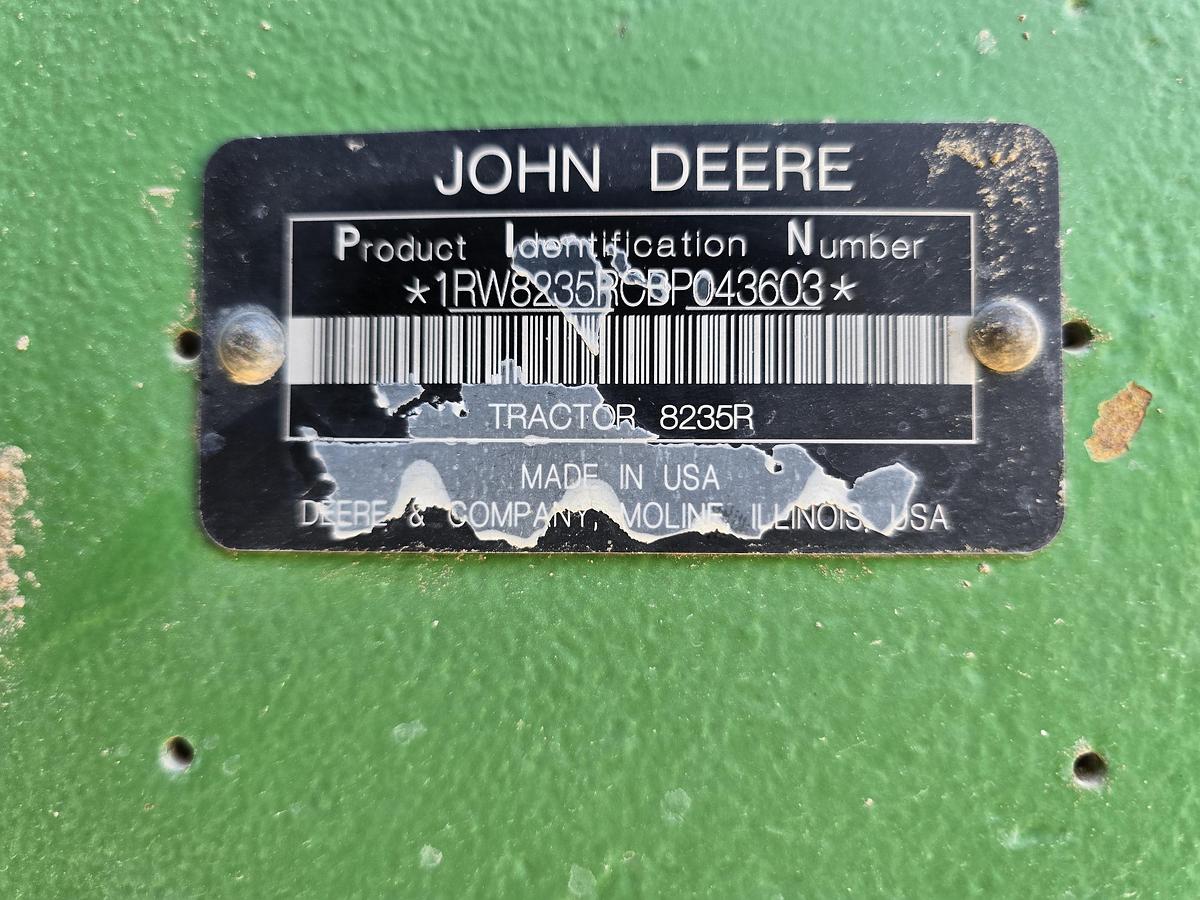 JOHN DEERE
Product Identification Number
*1RW8235RCBP043603*
TRACTOR 8235R
MADE IN USA
DEERE & COMPANY, MOLINE, ILLINOIS, USA